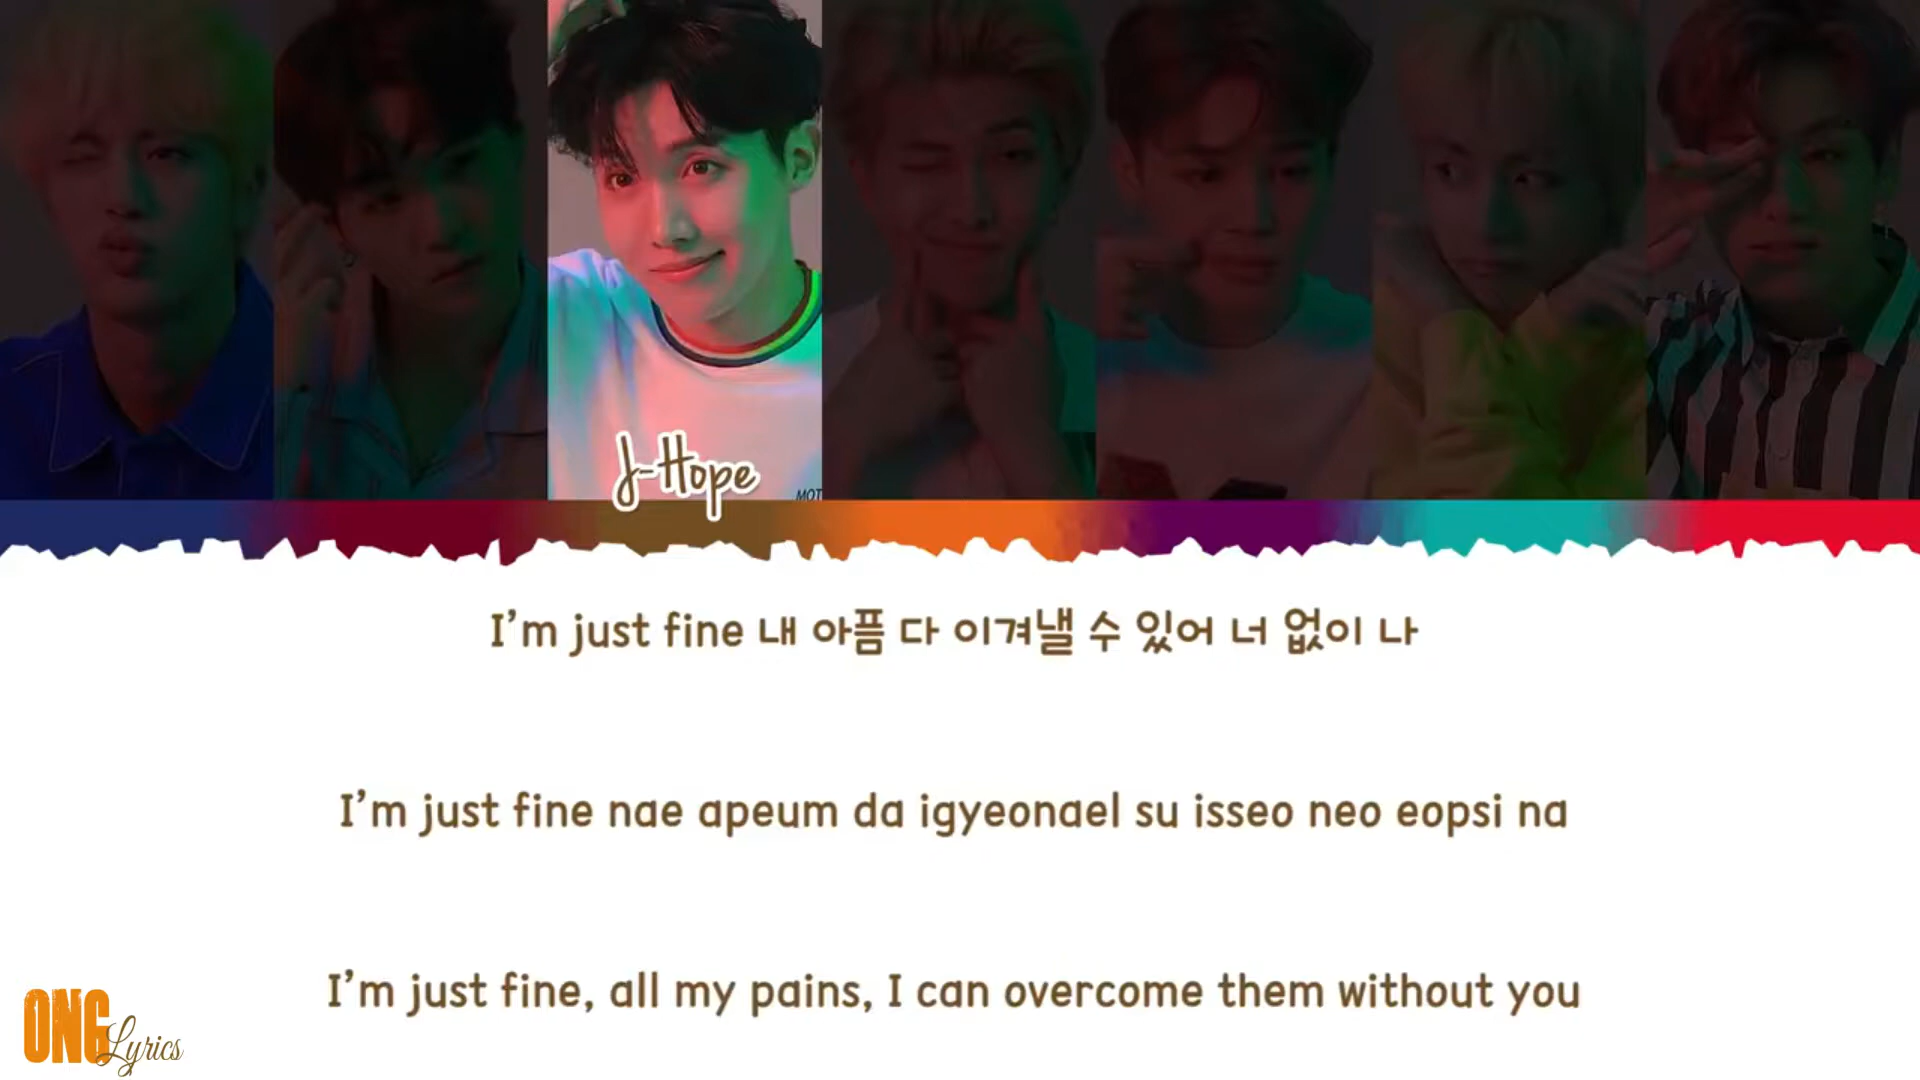 J-Hope
MOT
I'm just fine 내 아픔 다 이겨낼 수 있어 너 없이 나
I'm just fine nae apeum da igyeonael su isseo neo eopsi na
I'm just fine, all my pains, I can overcome them without you
ONG Lyrics